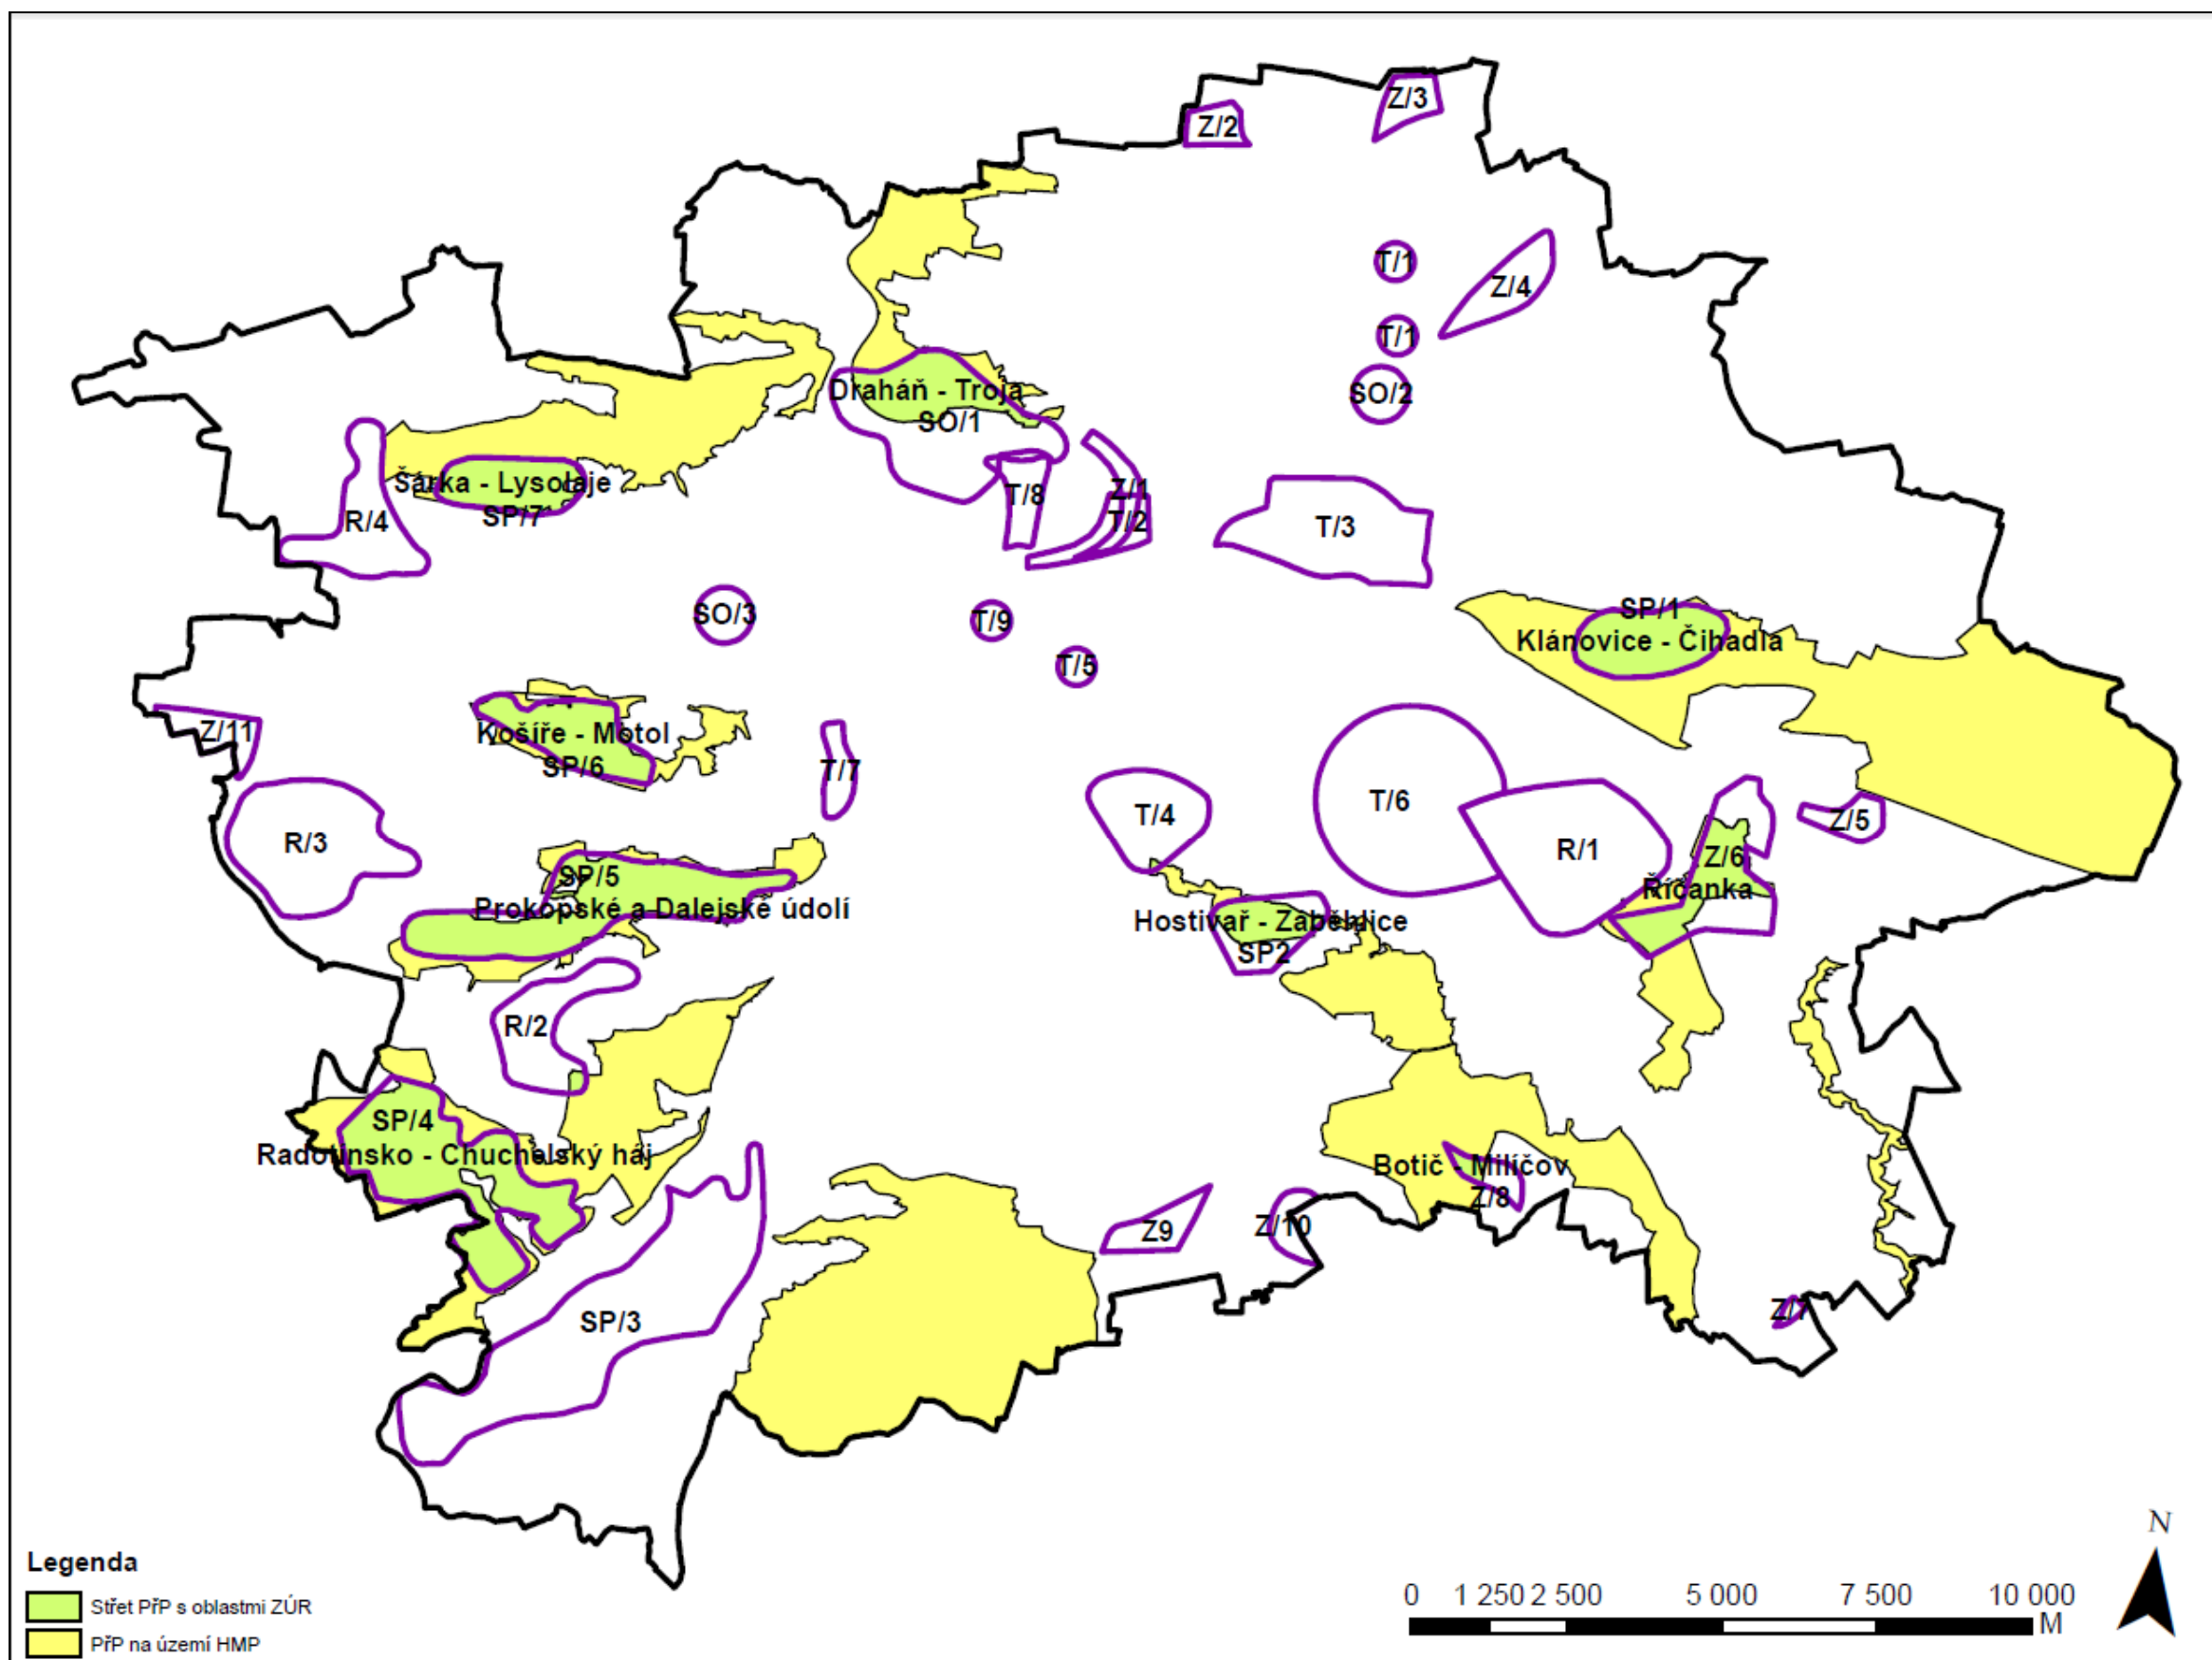 Z/3
Z/2
T/1
Z/4
T/1
Draháň - Troja
SO/1
SO/2
Šárka - Lysolaje
SP/7
R/4
T/8
Z/1
T/2
T/3
SO/3
T/9
T/5
SP/1
Klánovice - Čihadla
Z/11
Košíře - Motol
SP/6
T/7
T/4
T/6
R/3
R/1
Z/5
Z/6
Říčanka
SP/5
Prokopské a Dalejské údolí
Hostivař - Záběhlice
SP2
R/2
SP/4
Radotínsko - Chuchelský háj
Botič - Milíčov
Z/8
Z9
Z/10
Z/7
SP/3
Legenda
Střet PřP s oblastmi ZÚR
PřP na území HMP
0 1 250 2 500 5 000 7 500 10 000
M
N